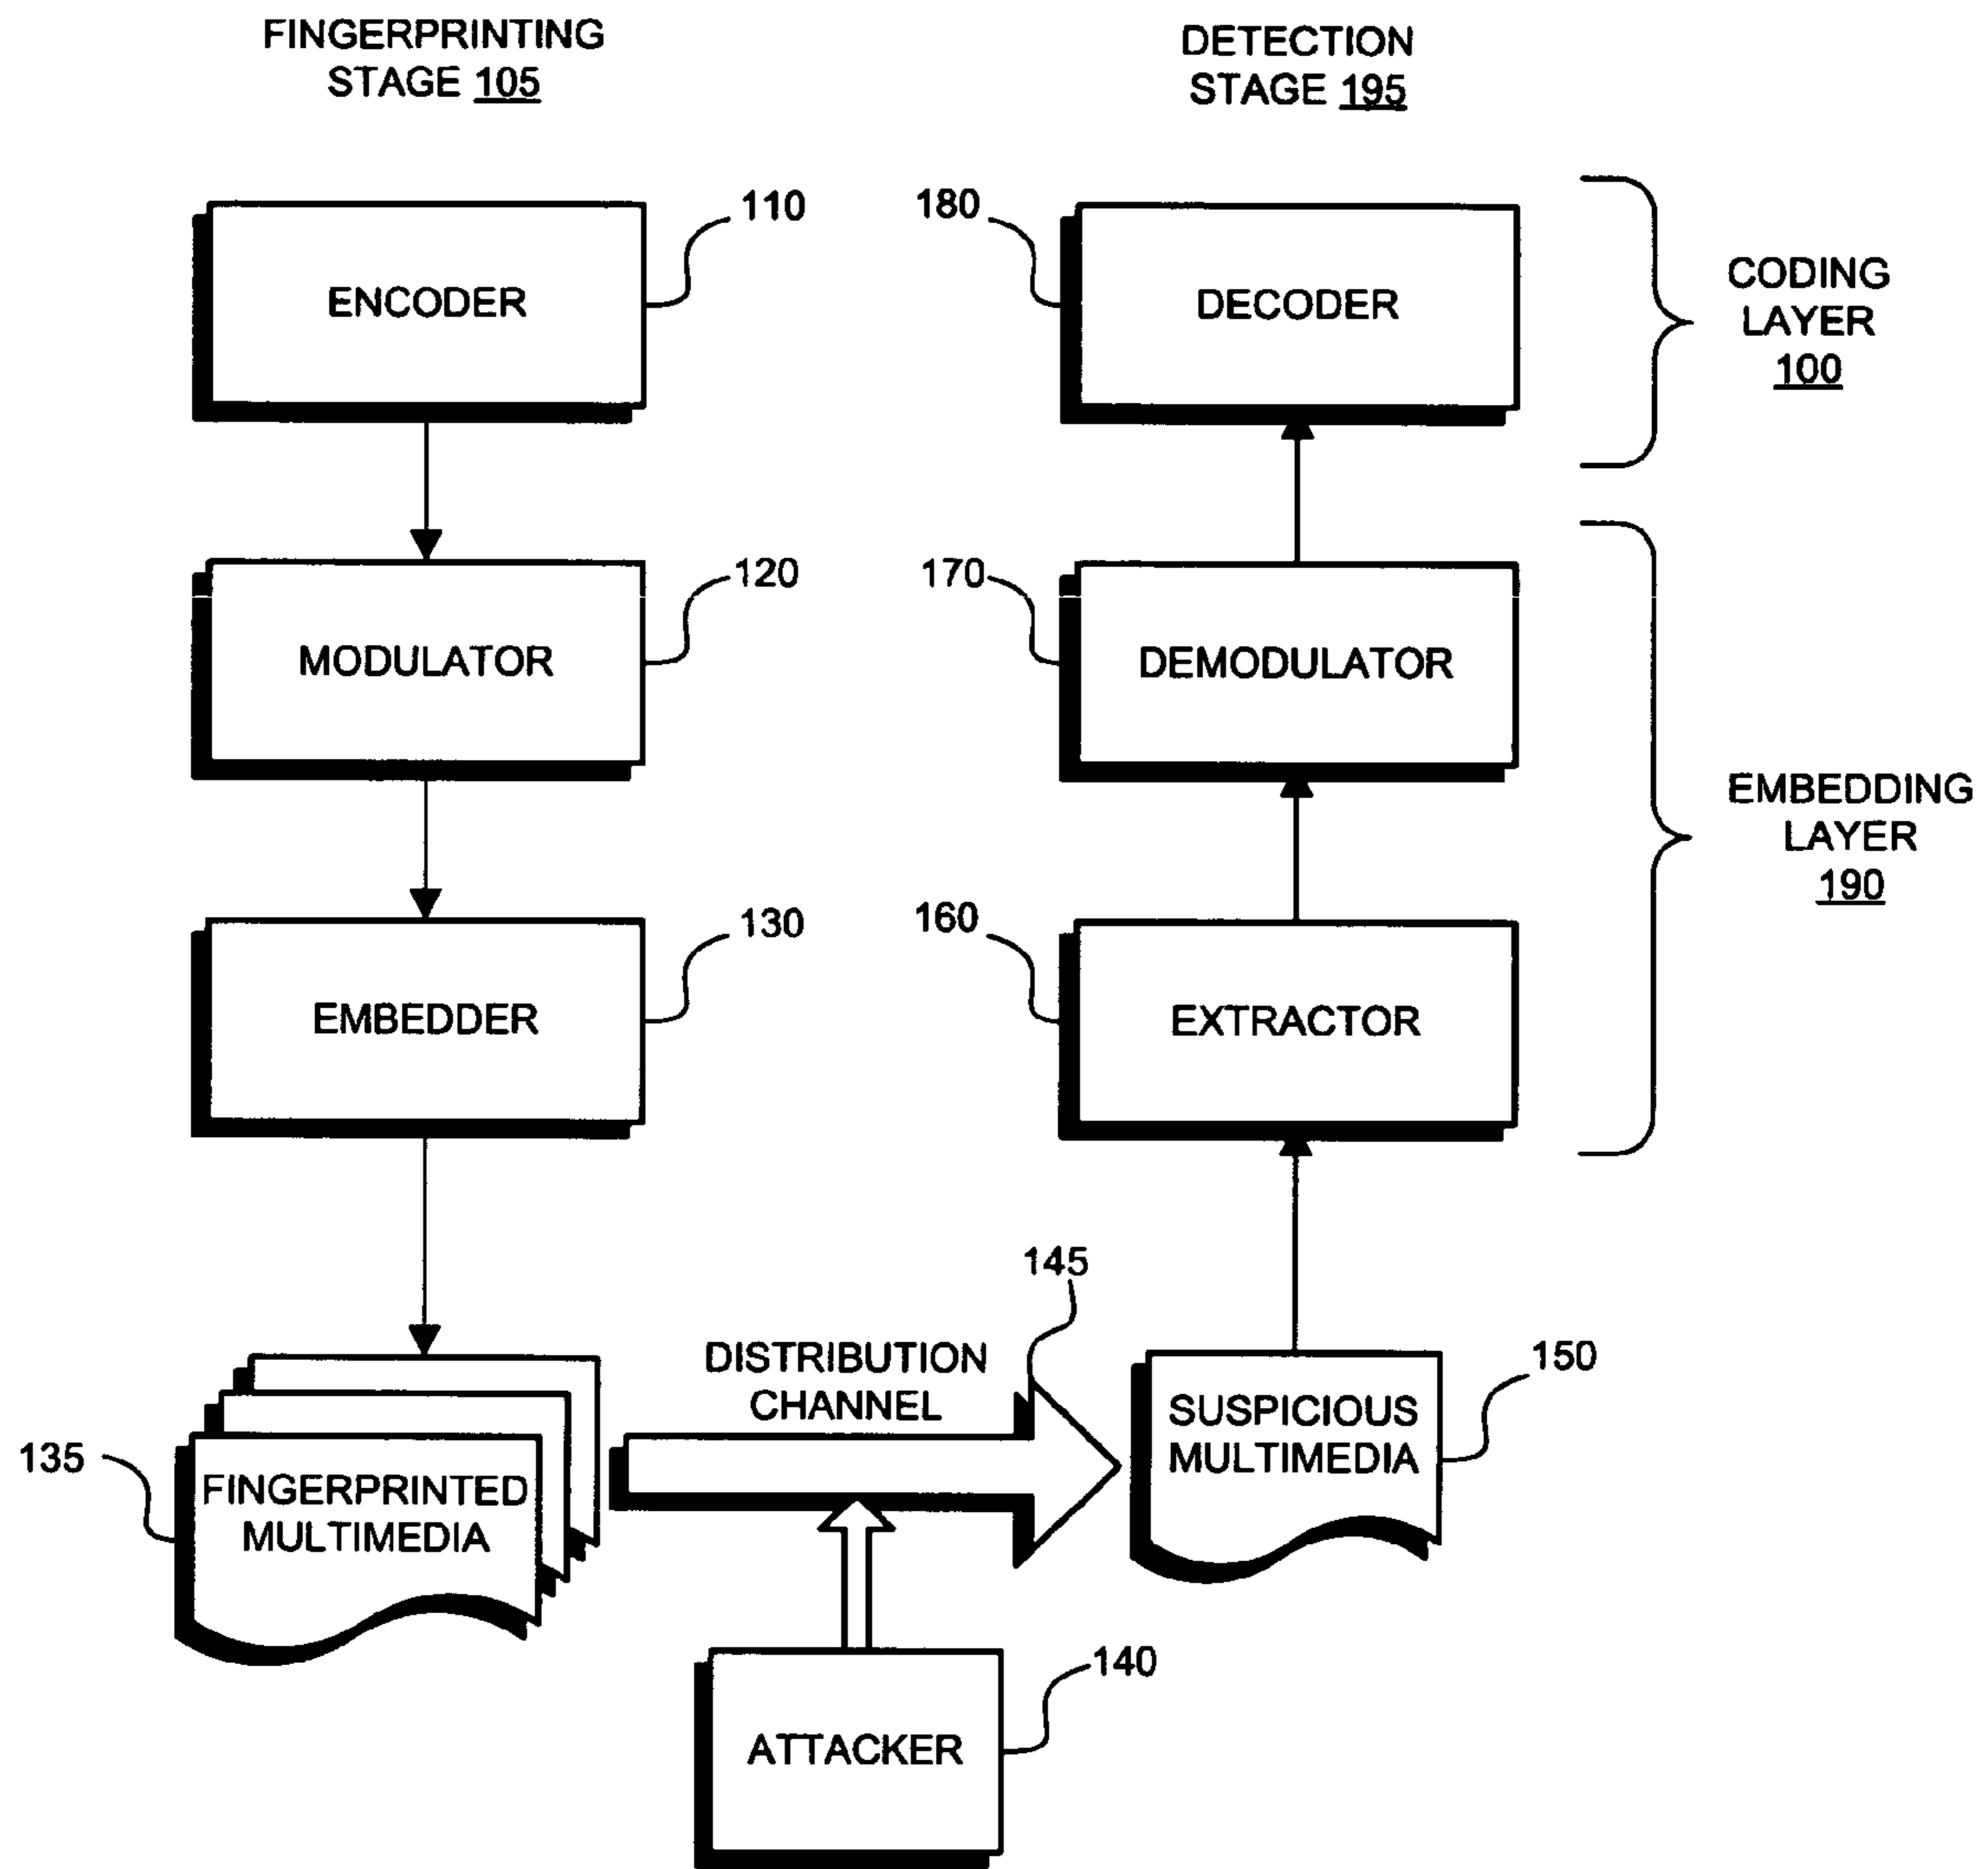 FINGERPRINTING
STAGE 105
DETECTION
STAGE 195
110
180
ENCODER
DECODER
CODING
LAYER
100
120
170
MODULATOR
DEMODULATOR
EMBEDDING
LAYER
190
130
160
EMBEDDER
EXTRACTOR
145
DISTRIBUTION
CHANNEL
150
SUSPICIOUS
MULTIMEDIA
135
FINGERPRINTED
MULTIMEDIA
140
ATTACKER